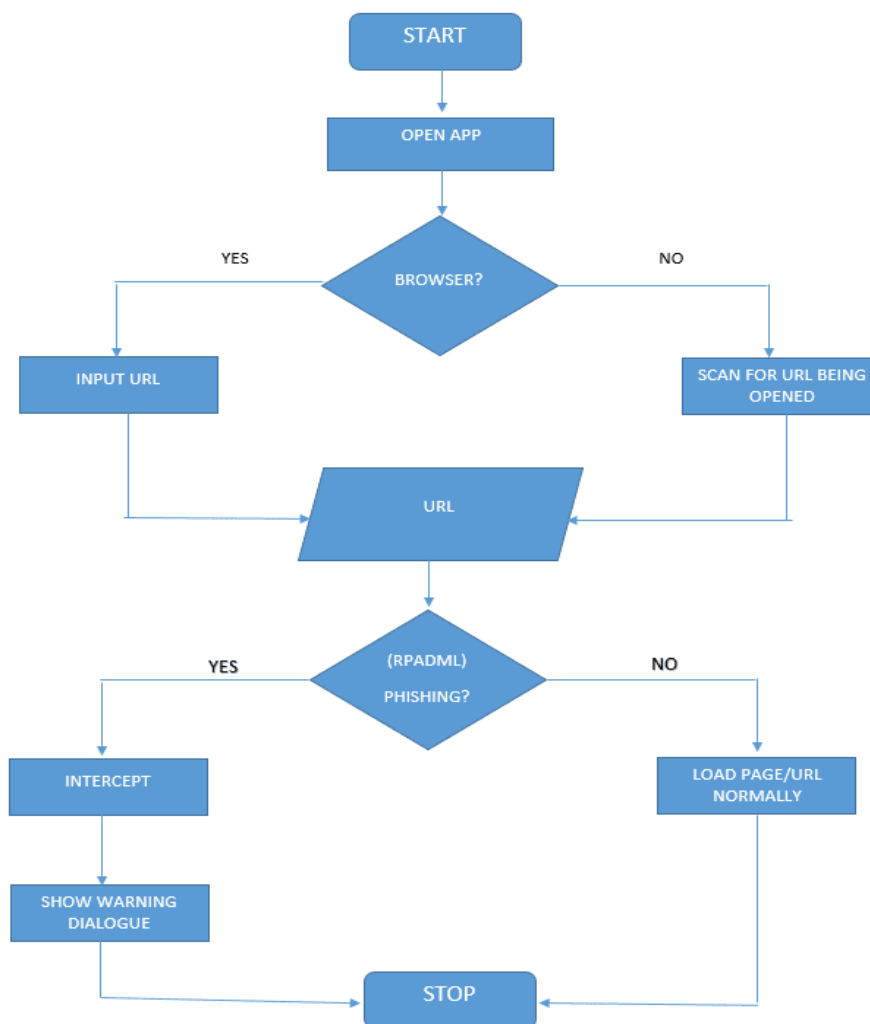 START
OPEN APP
YES
BROWSER?
NO
INPUT URL
SCAN FOR URL BEING
OPENED
URL
YES
(RPADML)
PHISHING?
NO
INTERCEPT
LOAD PAGE/URL
NORMALLY
SHOW WARNING
DIALOGUE
STOP